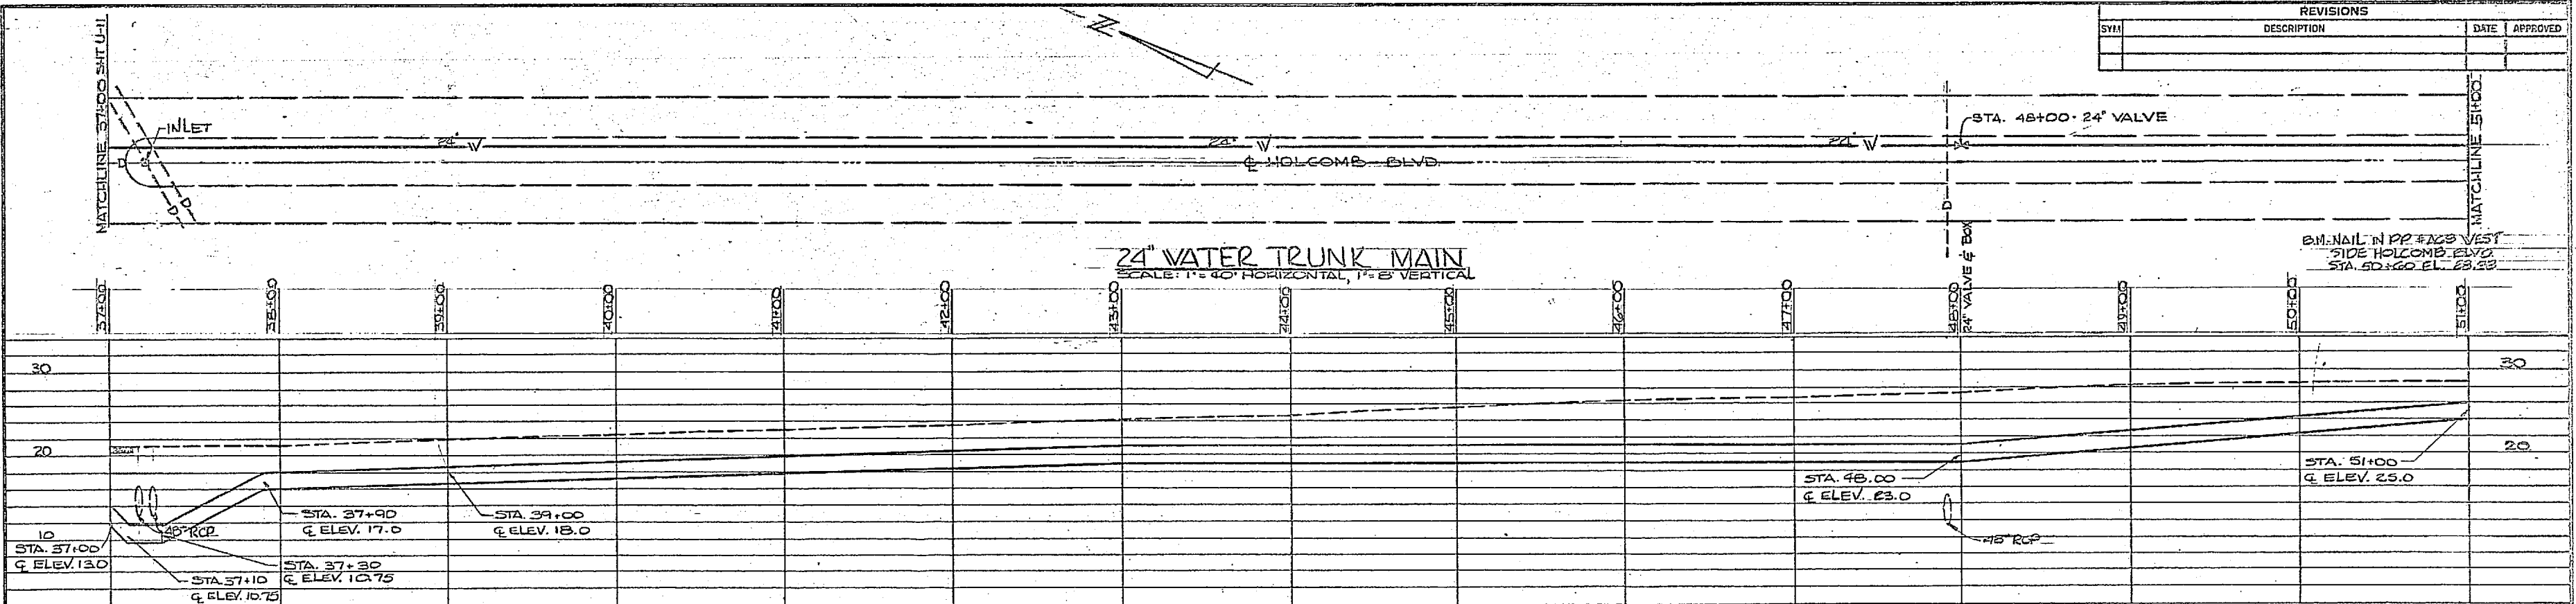 REVISIONS
SYM DESCRIPTION DATE APPROVED
MATCHLINE 37+00 SHT U-11
INLET
D
D
D
24" W
24" W
24" W
℄ HOLCOMB BLVD.
STA. 48+00 - 24" VALVE
D
MATCHLINE 51+00
24" WATER TRUNK MAIN
SCALE: 1"=40' HORIZONTAL, 1"=8' VERTICAL
B.M. NAIL IN PP WEST
SIDE HOLCOMB BLVD.
STA. 50+60 EL.
37+00
38+00
39+00
40+00
41+00
42+00
43+00
44+00
45+00
46+00
47+00
48+00
24" VALVE & BOX
49+00
50+00
51+00
30
30
20
20
10
STA. 37+00
℄ ELEV. 13.0
48" RCP
STA. 37+10
℄ ELEV. 10.75
STA. 37+30
℄ ELEV. 10.75
STA. 37+90
℄ ELEV. 17.0
STA. 39+00
℄ ELEV. 18.0
STA. 48.00
℄ ELEV. 23.0
48" RCP
STA. 51+00
℄ ELEV. 25.0